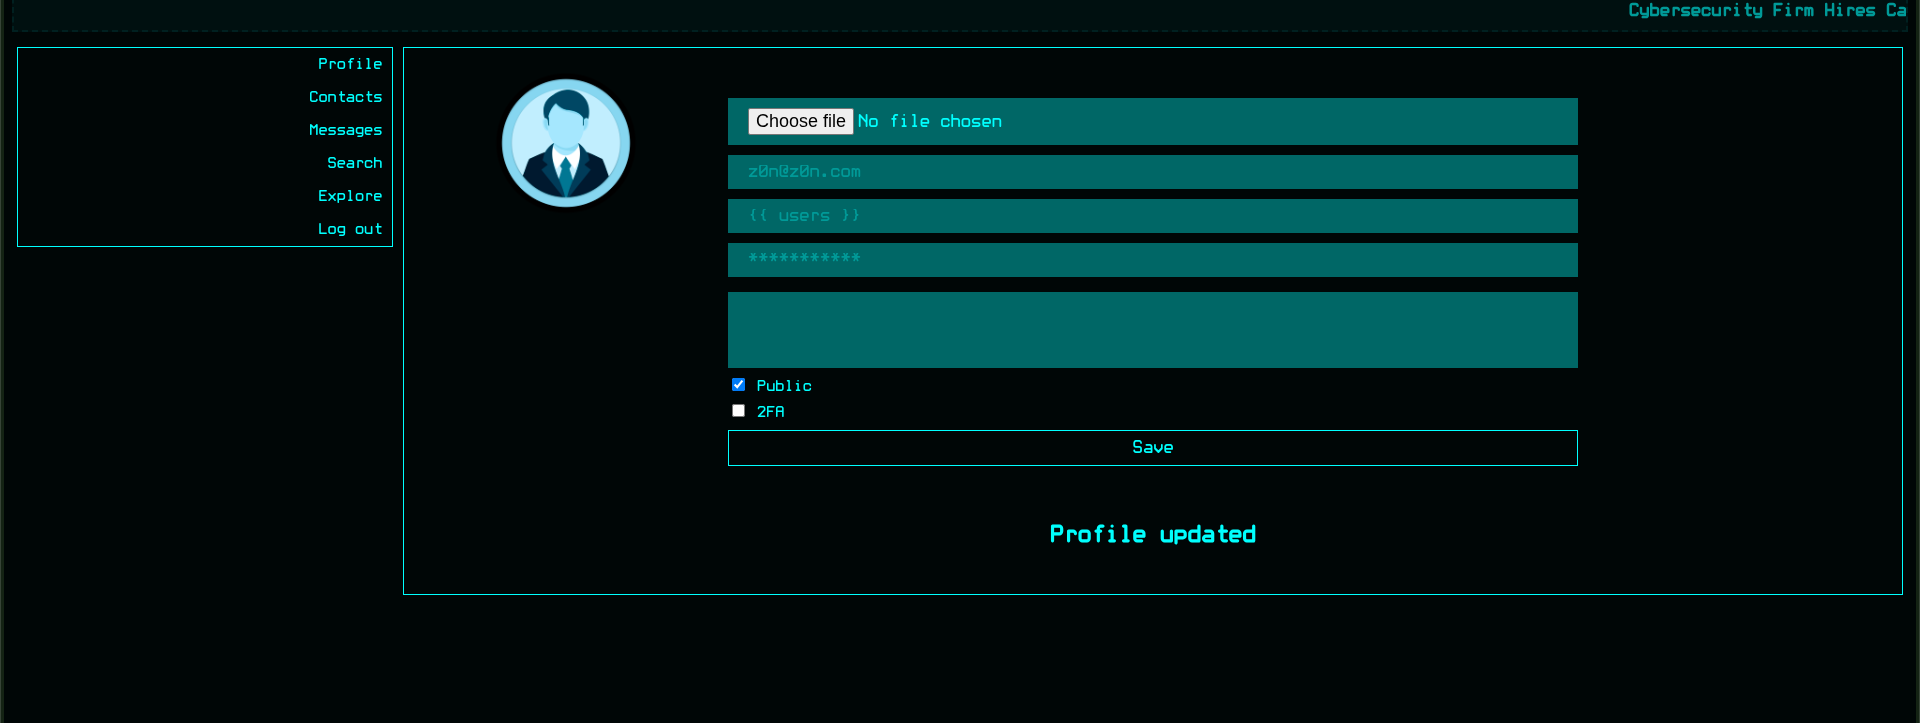 Cybersecurity Firm Hires Ca
Profile
Contacts
Messages
Search
Explore
Log out
Choose file No file chosen
z0n@z0n.com
{{ users }}
***********
Public
2FA
Save
Profile updated